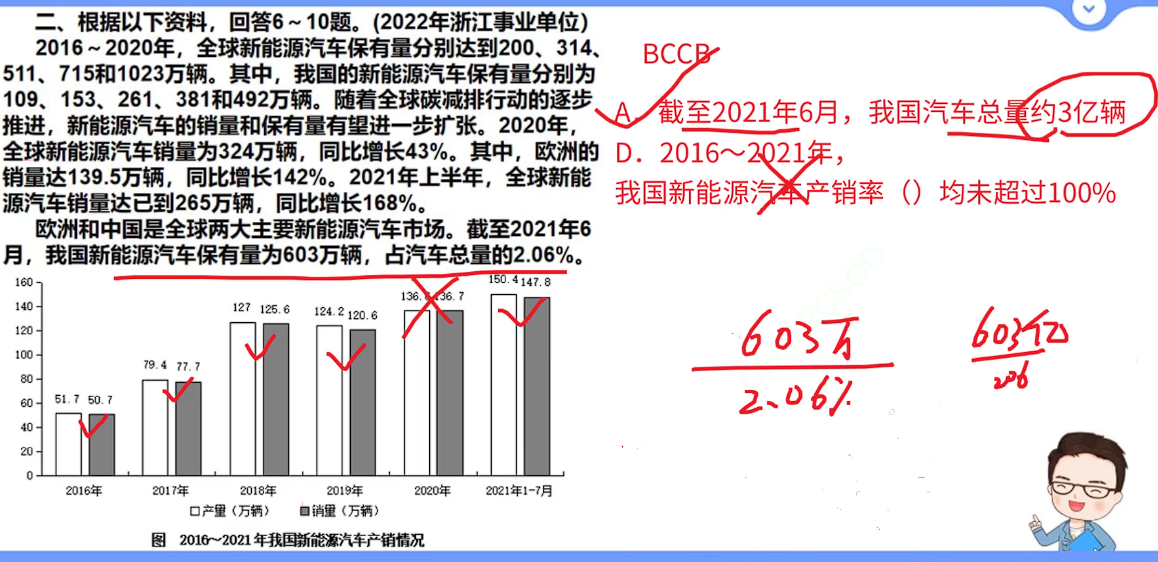 二、根据以下资料，回答6～10题。(2022年浙江事业单位)
2016～2020年，全球新能源汽车保有量分别达到200、314、
511、715和1023万辆。其中，我国的新能源汽车保有量分别为
109、153、261、381和492万辆。随着全球碳减排行动的逐步
推进，新能源汽车的销量和保有量有望进一步扩张。2020年，
全球新能源汽车销量为324万辆，同比增长43%。其中，欧洲的
销量达139.5万辆，同比增长142%。2021年上半年，全球新能
源汽车销量达已到265万辆，同比增长168%。
欧洲和中国是全球两大主要新能源汽车市场。截至2021年6
月，我国新能源汽车保有量为603万辆，占汽车总量的2.06%。
160
140
120
100
80
60
40
20
0
51.7 50.7
79.4 77.7
127 125.6
124.2 120.6
136.7
150.4 147.8
2016年 2017年 2018年 2019年 2020年 2021年1-7月
产量（万辆） 销量（万辆）
图 2016～2021年我国新能源汽车产销情况
BCCB
A．截至2021年6月，我国汽车总量约3亿辆
D．2016～2021年，
我国新能源汽车产销率（）均未超过100%
603万
2.06%
603亿
206